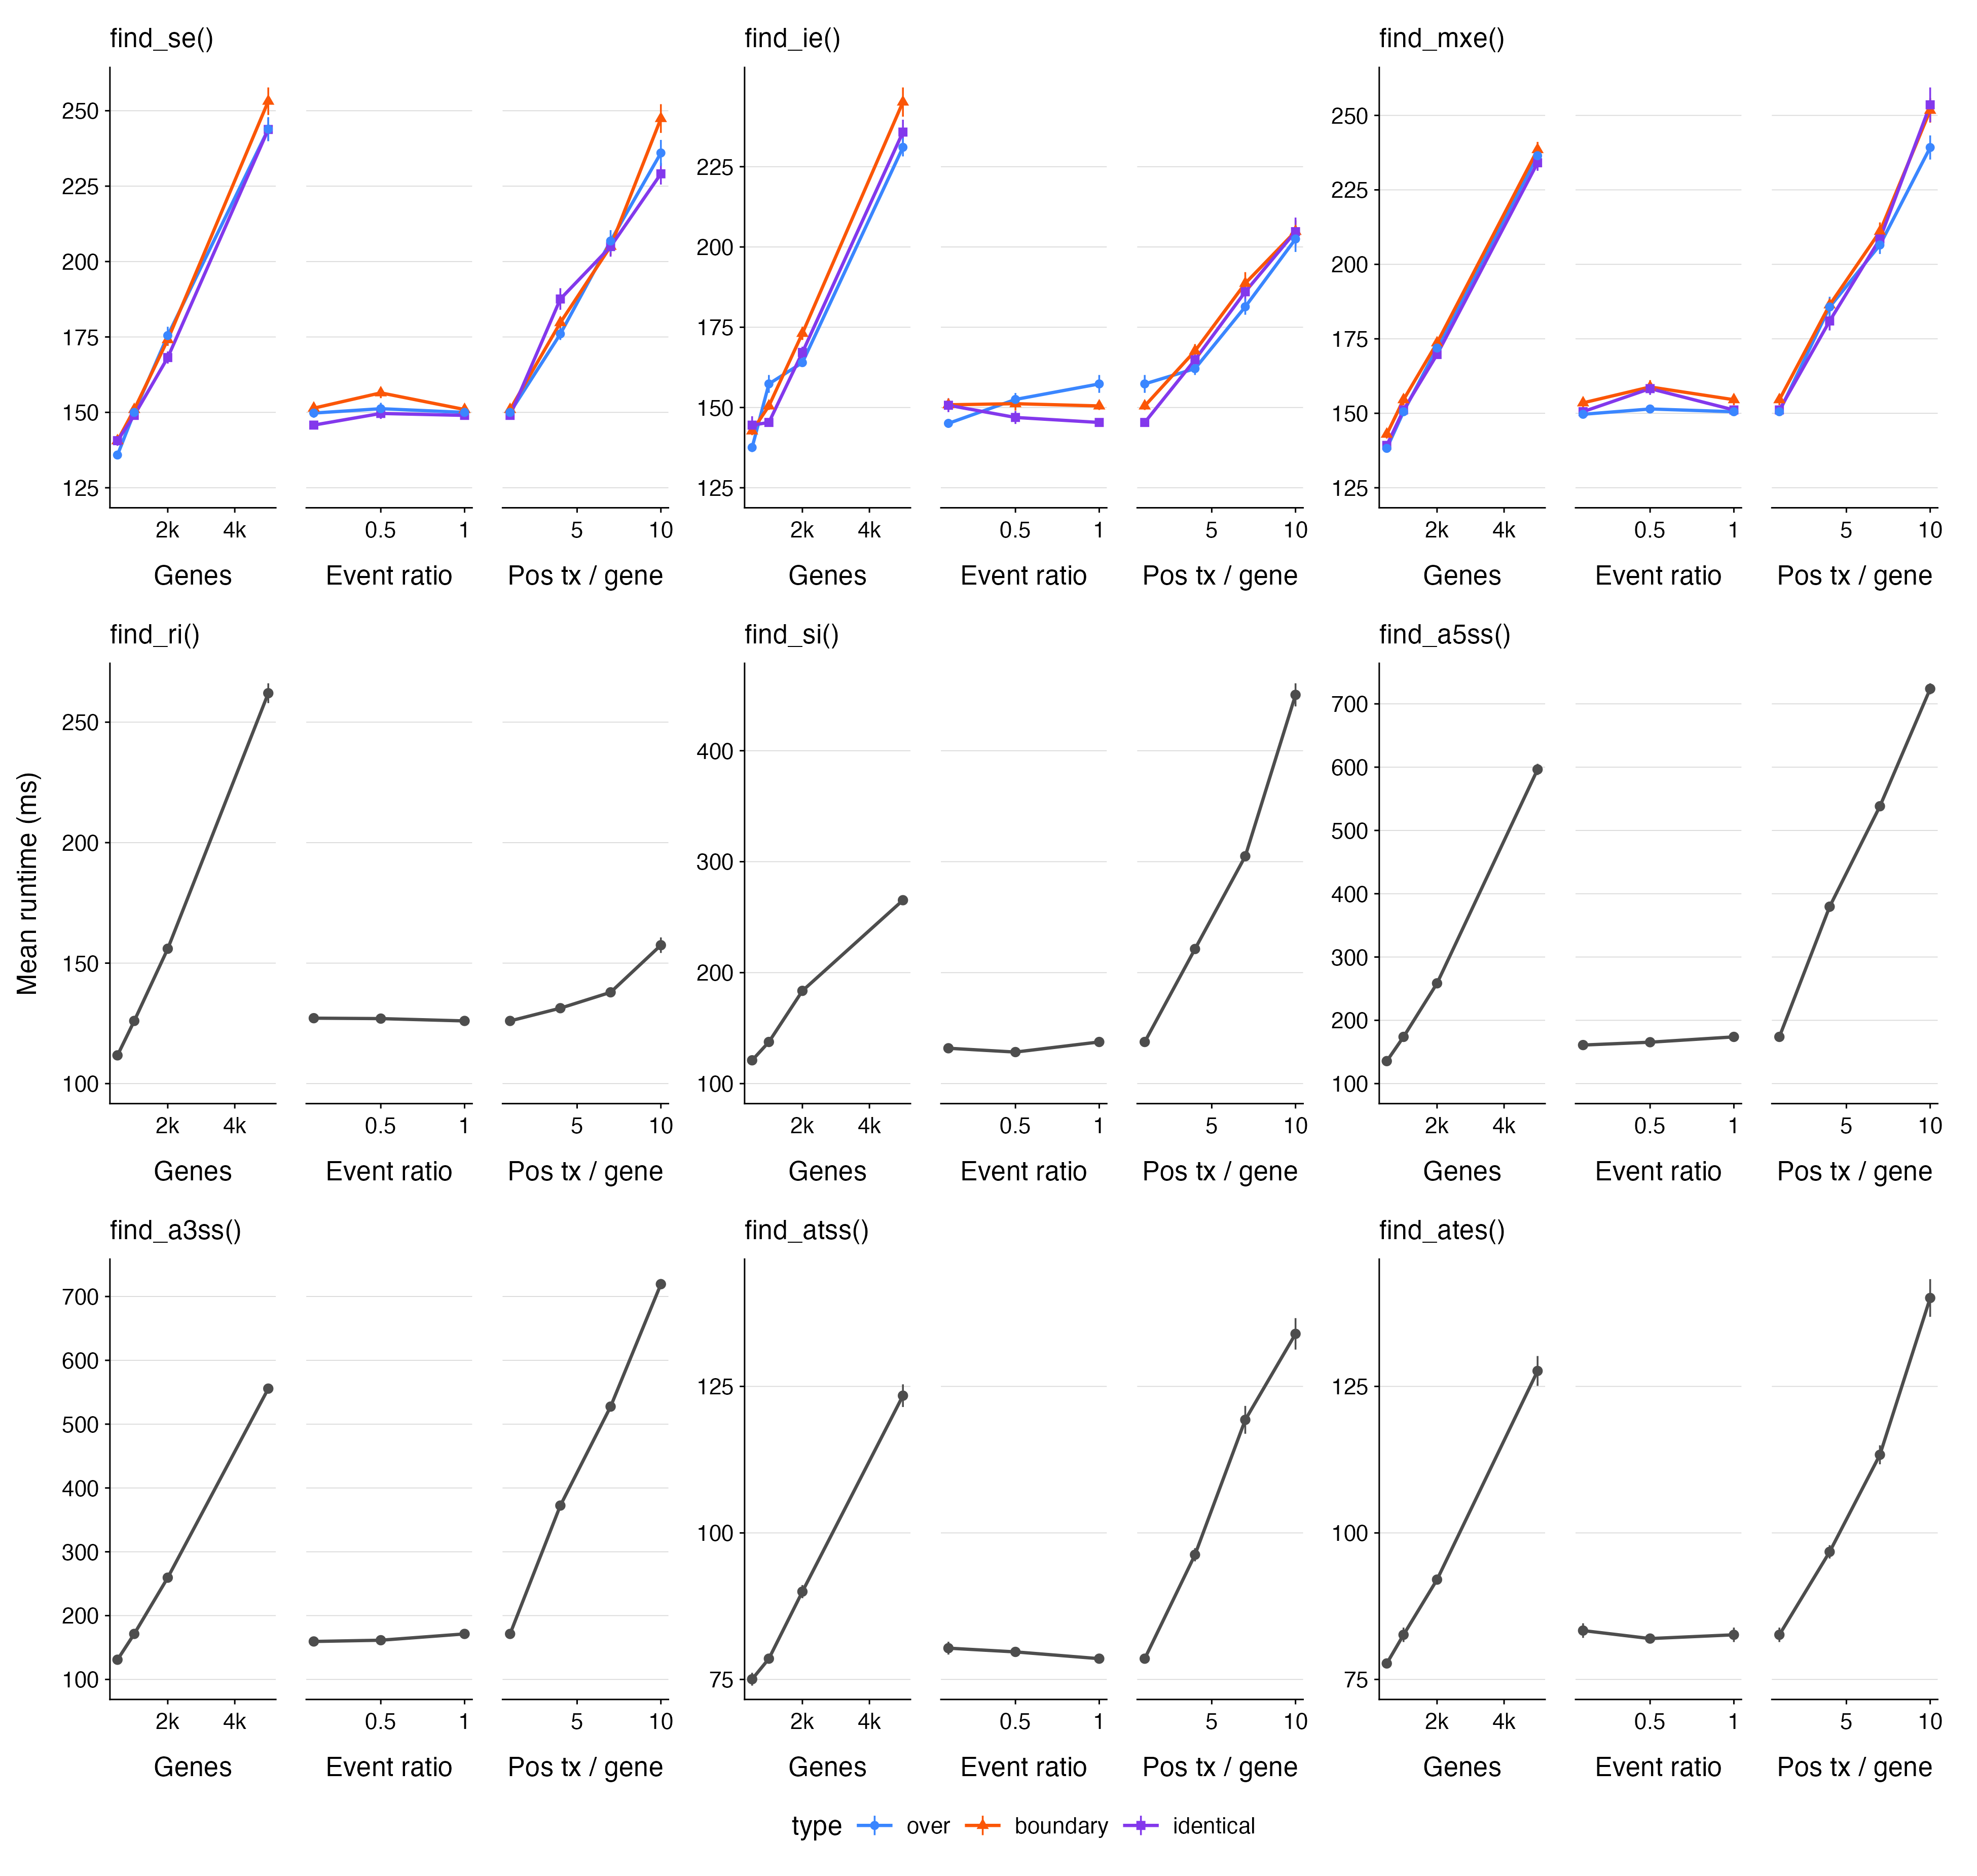 find_se()
find_ie()
find_mxe()
250
225
200
175
150
125
225
200
175
150
125
250
225
200
175
150
125
2k 4k 0.5 1 5 10
2k 4k 0.5 1 5 10
2k 4k 0.5 1 5 10
Genes Event ratio Pos tx / gene
Genes Event ratio Pos tx / gene
Genes Event ratio Pos tx / gene
find_ri()
find_si()
find_a5ss()
Mean runtime (ms)
250
200
150
100
400
300
200
100
700
600
500
400
300
200
100
2k 4k 0.5 1 5 10
2k 4k 0.5 1 5 10
2k 4k 0.5 1 5 10
Genes Event ratio Pos tx / gene
Genes Event ratio Pos tx / gene
Genes Event ratio Pos tx / gene
find_a3ss()
find_atss()
find_ates()
700
600
500
400
300
200
100
125
100
75
125
100
75
2k 4k 0.5 1 5 10
2k 4k 0.5 1 5 10
2k 4k 0.5 1 5 10
Genes Event ratio Pos tx / gene
Genes Event ratio Pos tx / gene
Genes Event ratio Pos tx / gene
type over boundary identical